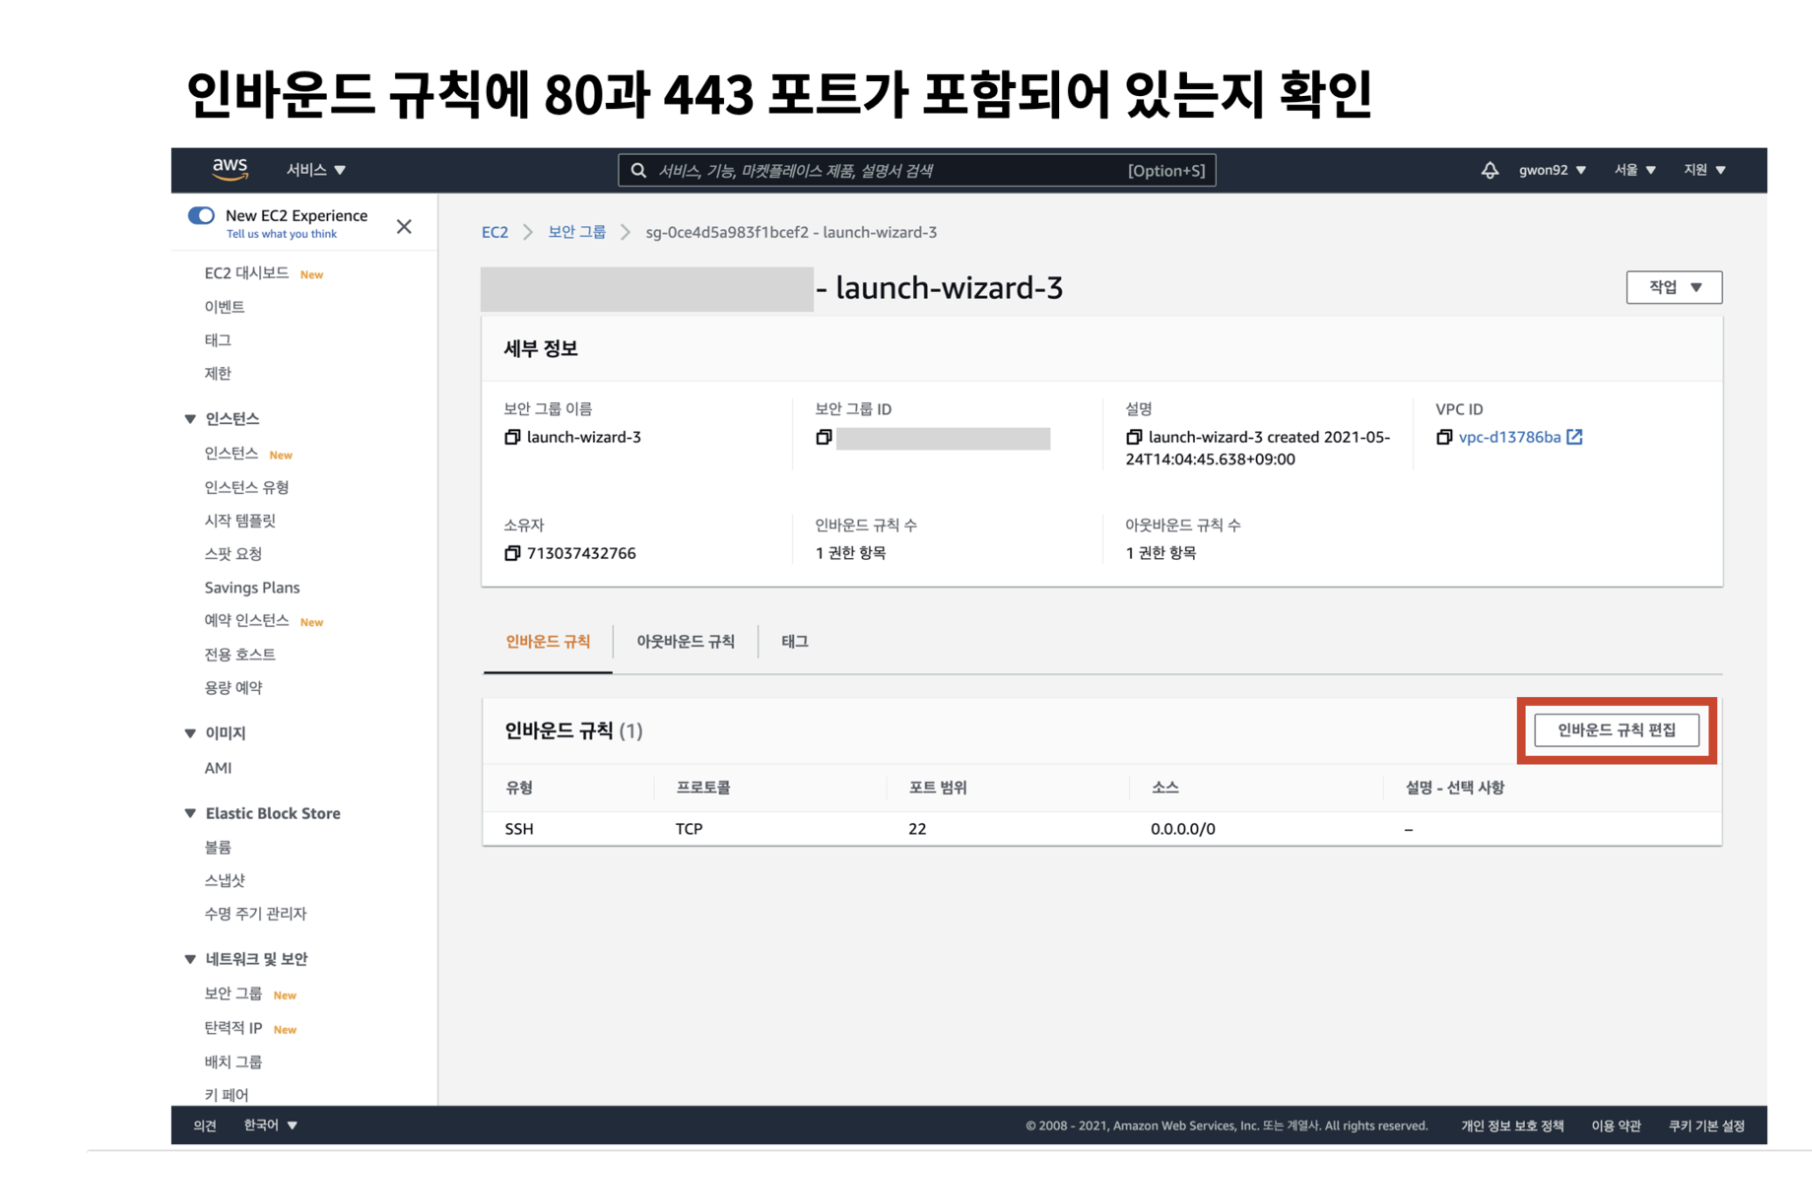 인바운드 규칙에 80과 443 포트가 포함되어 있는지 확인
aws 서비스 ▼ 서비스, 기능, 마켓플레이스 제품, 설명서 검색 [Option+S] gwon92 ▼ 서울 ▼ 지원 ▼
New EC2 Experience
Tell us what you think
EC2 대시보드 New
이벤트
태그
제한
▼ 인스턴스
인스턴스 New
인스턴스 유형
시작 템플릿
스팟 요청
Savings Plans
예약 인스턴스 New
전용 호스트
용량 예약
▼ 이미지
AMI
▼ Elastic Block Store
볼륨
스냅샷
수명 주기 관리자
▼ 네트워크 및 보안
보안 그룹 New
탄력적 IP New
배치 그룹
키 페어
EC2 > 보안 그룹 > sg-0ce4d5a983f1bcef2 - launch-wizard-3
- launch-wizard-3
작업 ▼
세부 정보
보안 그룹 이름
launch-wizard-3
보안 그룹 ID
설명
launch-wizard-3 created 2021-05-
24T14:04:45.638+09:00
VPC ID
vpc-d13786ba
소유자
713037432766
인바운드 규칙 수
1 권한 항목
아웃바운드 규칙 수
1 권한 항목
인바운드 규칙 아웃바운드 규칙 태그
인바운드 규칙 (1)
인바운드 규칙 편집
유형 프로토콜 포트 범위 소스 설명 - 선택 사항
SSH TCP 22 0.0.0.0/0 –
의견 한국어 ▼ © 2008 - 2021, Amazon Web Services, Inc. 또는 계열사. All rights reserved. 개인 정보 보호 정책 이용 약관 쿠키 기본 설정